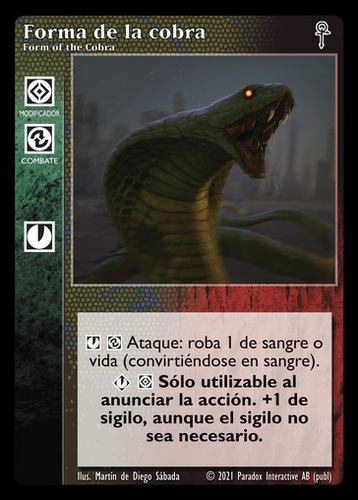 Forma de la cobra
Form of the Cobra
MODIFICADOR
COMBATE
Ataque: roba 1 de sangre o
vida (convirtiéndose en sangre).
Sólo utilizable al
anunciar la acción. +1 de
sigilo, aunque el sigilo no
sea necesario.
Ilus. Martín de Diego Sábada
© 2021 Paradox Interactive AB (publ)